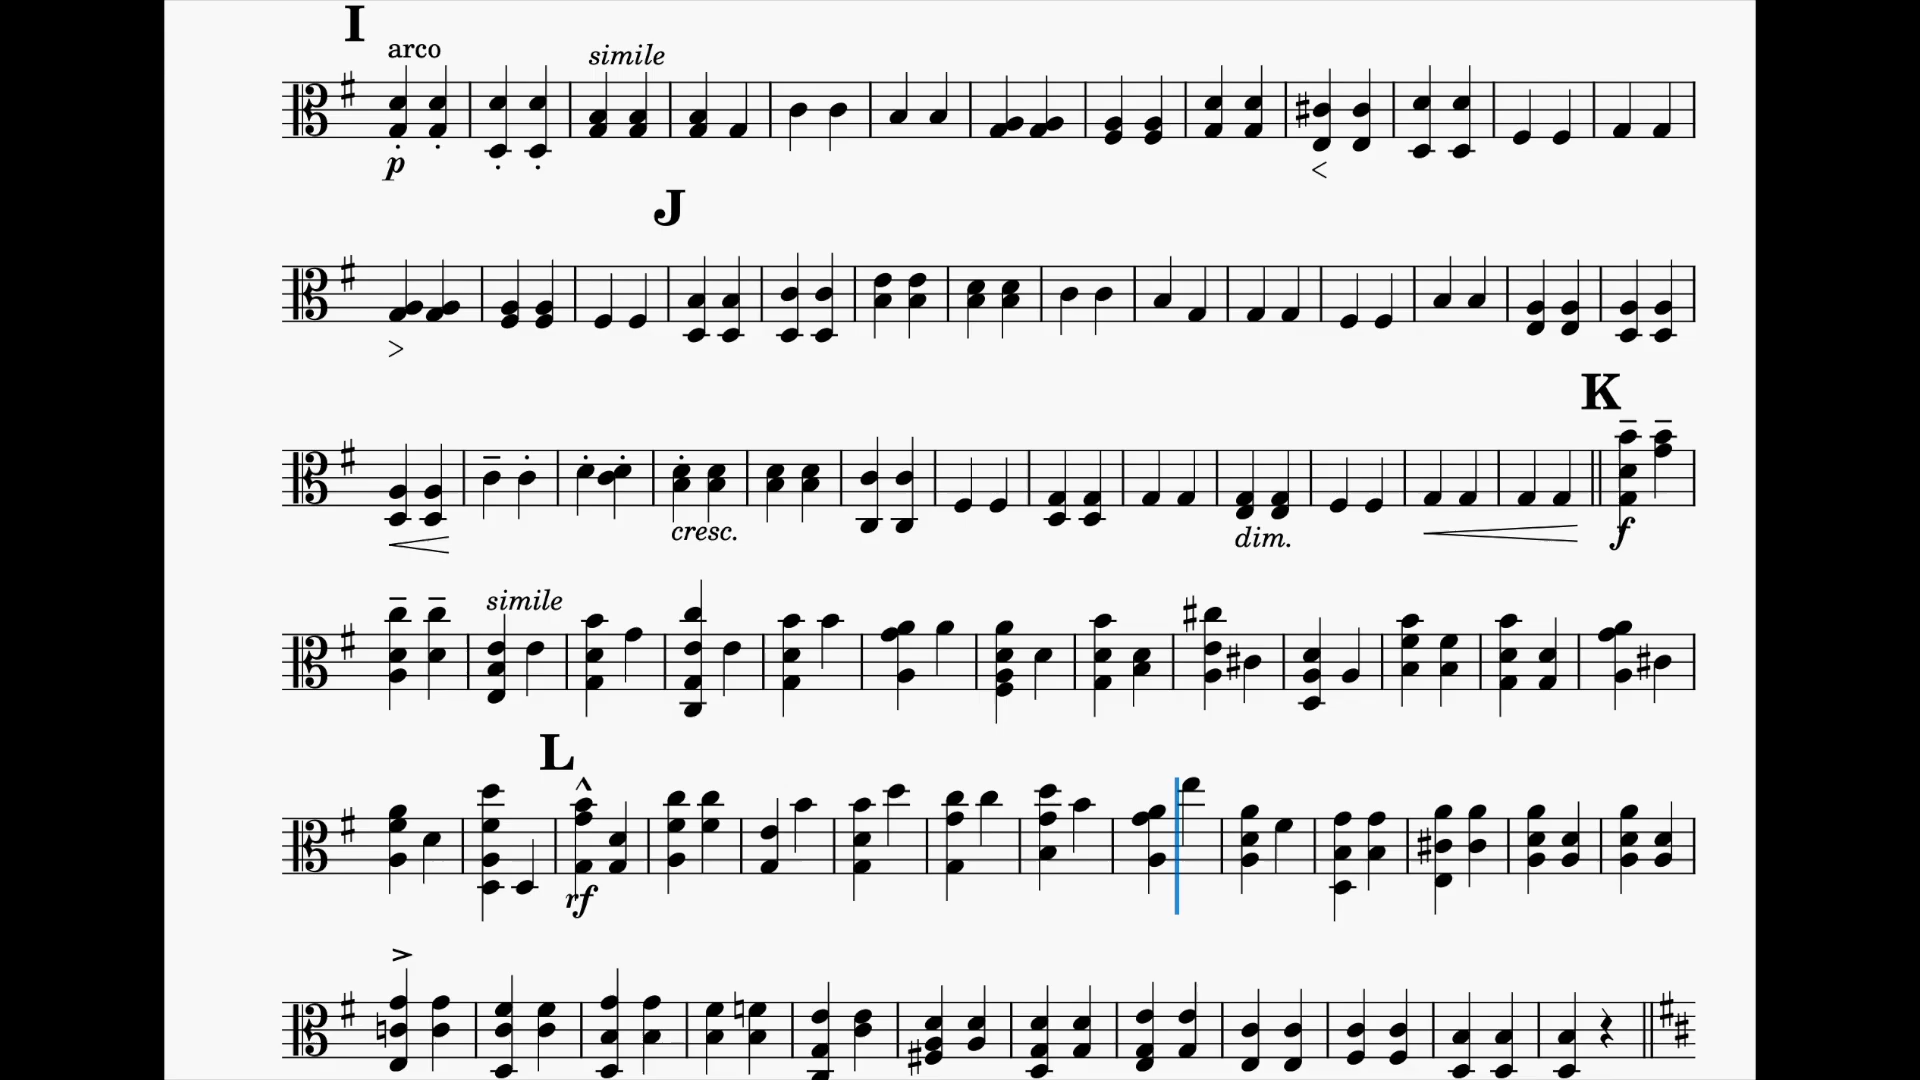 I
arco
simile
p
J
K
cresc.
dim.
f
simile
L
rf